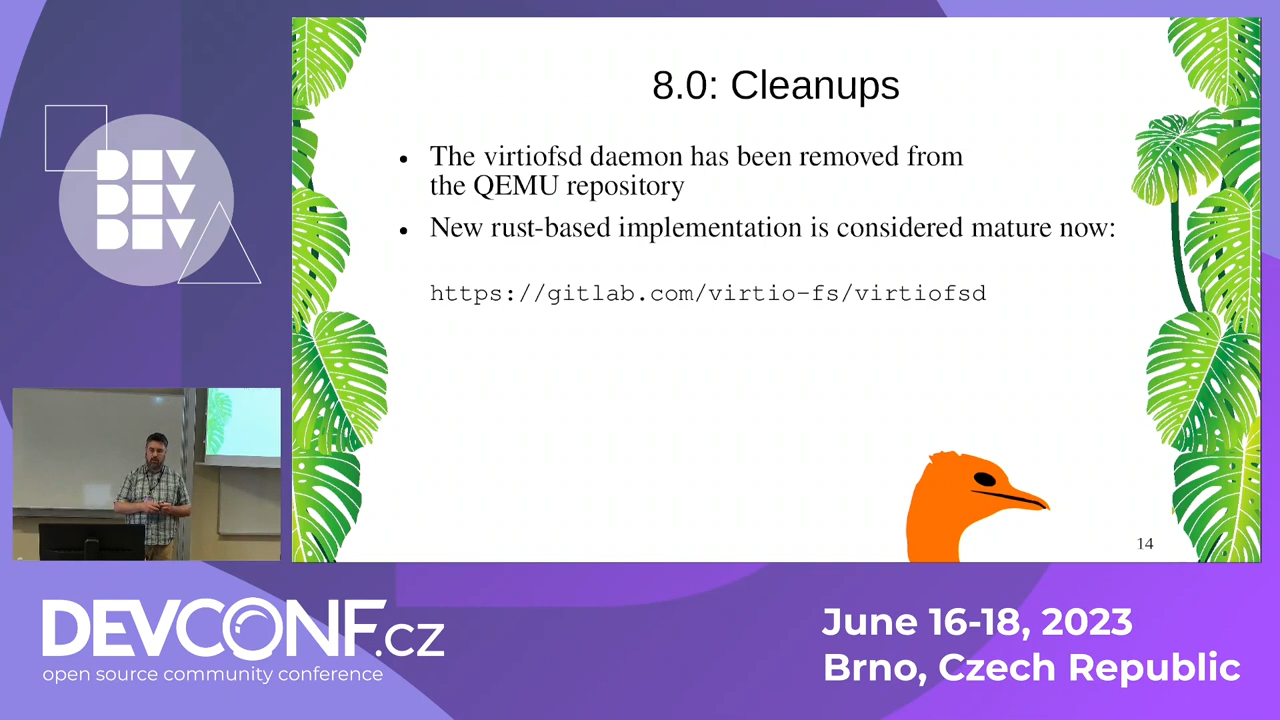 8.0: Cleanups
• The virtiofsd daemon has been removed from
the QEMU repository
• New rust-based implementation is considered mature now:
https://gitlab.com/virtio-fs/virtiofsd
14
DEV
DEV
DEV
DEVCONF.cz
open source community conference
June 16-18, 2023
Brno, Czech Republic